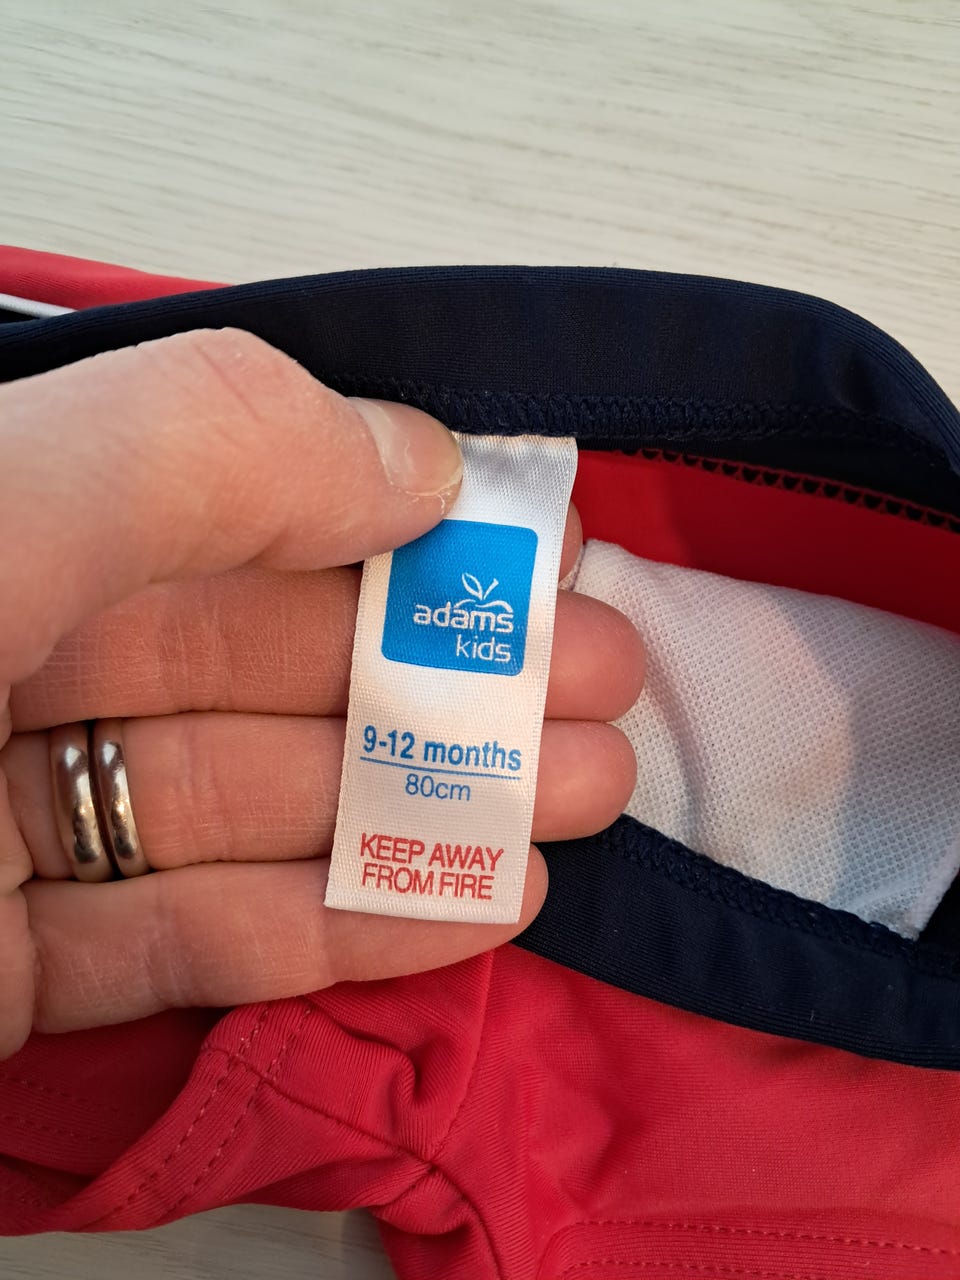 adams
kids
9-12 months
80cm
KEEP AWAY
FROM FIRE